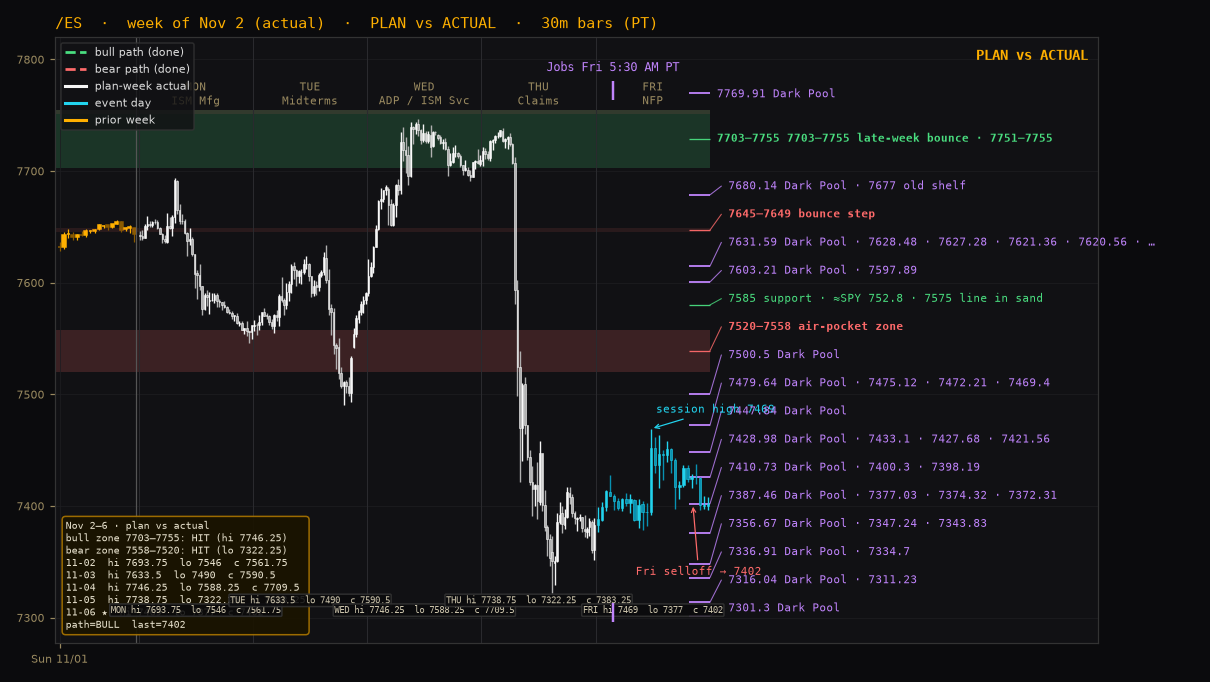 /ES · week of Nov 2 (actual) · PLAN vs ACTUAL · 30m bars (PT)
PLAN vs ACTUAL
bull path (done)
bear path (done)
plan-week actual
event day
prior week
Jobs Fri 5:30 AM PT
TUE
Midterms
WED
ADP / ISM Svc
THU
Claims
FRI
NFP
7800
7700
7600
7500
7400
7300
Sun 11/01
7769.91 Dark Pool
7703–7755 7703–7755 late-week bounce · 7751–7755
7680.14 Dark Pool · 7677 old shelf
7645–7649 bounce step
7631.59 Dark Pool · 7628.48 · 7627.28 · 7621.36 · 7620.56 · …
7603.21 Dark Pool · 7597.89
7585 support · ≈SPY 752.8 · 7575 line in sand
7520–7558 air-pocket zone
7500.5 Dark Pool
7479.64 Dark Pool · 7475.12 · 7472.21 · 7469.4
session high 7469
7447.84 Dark Pool
7428.98 Dark Pool · 7433.1 · 7427.68 · 7421.56
7410.73 Dark Pool · 7400.3 · 7398.19
7387.46 Dark Pool · 7377.03 · 7374.32 · 7372.31
7356.67 Dark Pool · 7347.24 · 7343.83
7336.91 Dark Pool · 7334.7
Fri selloff → 7402
7316.04 Dark Pool · 7311.23
7301.3 Dark Pool
Nov 2–6 · plan vs actual
bull zone 7703–7755: HIT (hi 7746.25)
bear zone 7558–7520: HIT (lo 7322.25)
11-02 hi 7693.75 lo 7546 c 7561.75
11-03 hi 7633.5 lo 7490 c 7590.5
11-04 hi 7746.25 lo 7588.25 c 7709.5
11-05 hi 7738.75 lo 7322.
11-06 ★
path=BULL last=7402
MON hi 7693.75 lo 7546 c 7561.75
TUE hi 7633.5 lo 7490 c 7590.5
WED hi 7746.25 lo 7588.25 c 7709.5
THU hi 7738.75 lo 7322.25 c 7383.25
FRI hi 7469 lo 7377 c 7402